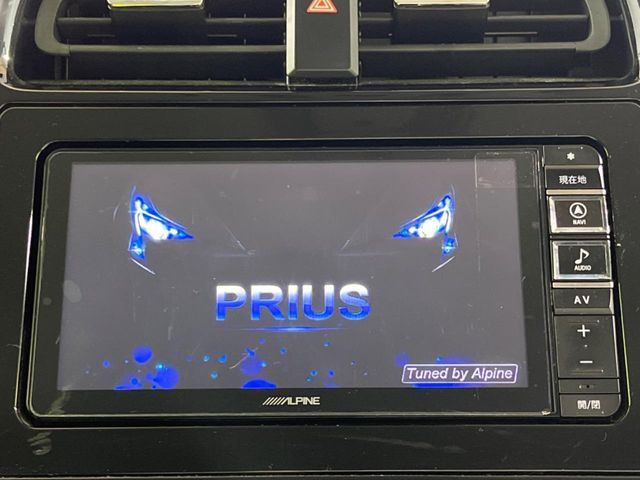 現在地
NAVI
AUDIO
AV
PRIUS
Tuned by Alpine
ALPINE
開/閉